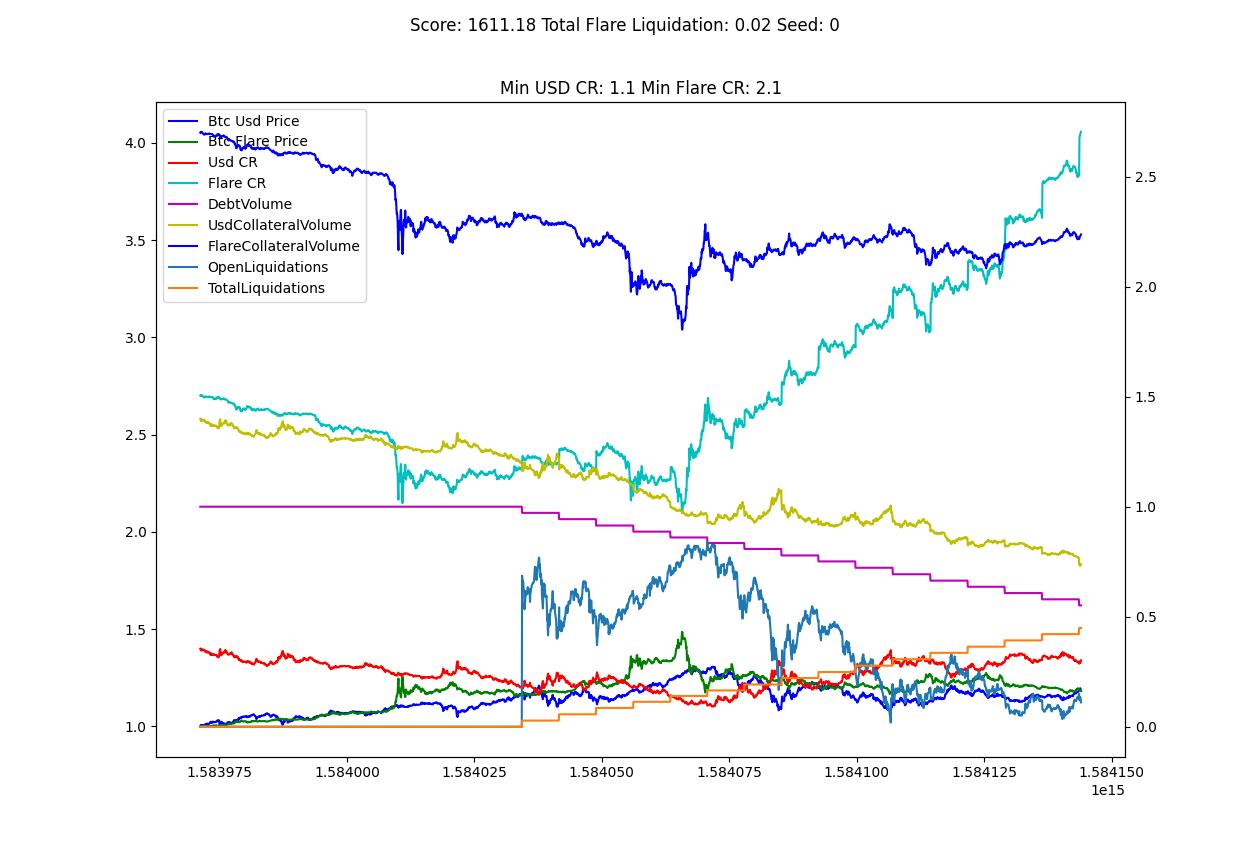 Score: 1611.18 Total Flare Liquidation: 0.02 Seed: 0
Min USD CR: 1.1 Min Flare CR: 2.1
Btc Usd Price
Btc Flare Price
Usd CR
Flare CR
DebtVolume
UsdCollateralVolume
FlareCollateralVolume
OpenLiquidations
TotalLiquidations
4.0
3.5
3.0
2.5
2.0
1.5
1.0
2.5
2.0
1.5
1.0
0.5
0.0
1.583975 1.584000 1.584025 1.584050 1.584075 1.584100 1.584125 1.584150
1e15